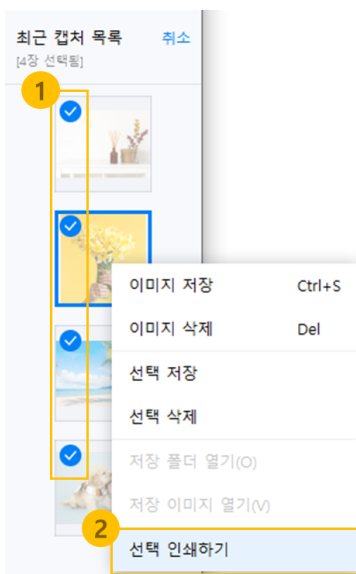 최근 캡처 목록 취소
[4장 선택됨]
1
이미지 저장 Ctrl+S
이미지 삭제 Del
선택 저장
선택 삭제
저장 폴더 열기(O)
저장 이미지 열기(V)
2
선택 인쇄하기